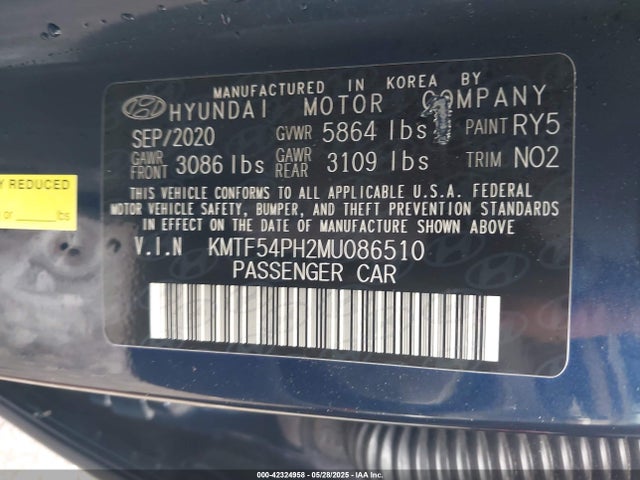 MANUFACTURED IN KOREA BY
HYUNDAI MOTOR COMPANY
SEP/2020 GVWR 5864 lbs 1 PAINT RY5
GAWR FRONT 3086 lbs GAWR REAR 3109 lbs TRIM NO2
THIS VEHICLE CONFORMS TO ALL APPLICABLE U.S.A. FEDERAL
MOTOR VEHICLE SAFETY, BUMPER, AND THEFT PREVENTION STANDARDS IN
EFFECT ON THE DATE OF MANUFACTURE SHOWN ABOVE
V.I.N KMTF54PH2MU086510
PASSENGER CAR
REDUCED
or ____ lbs
000-42324958 - 05/28/2025 - IAA Inc.